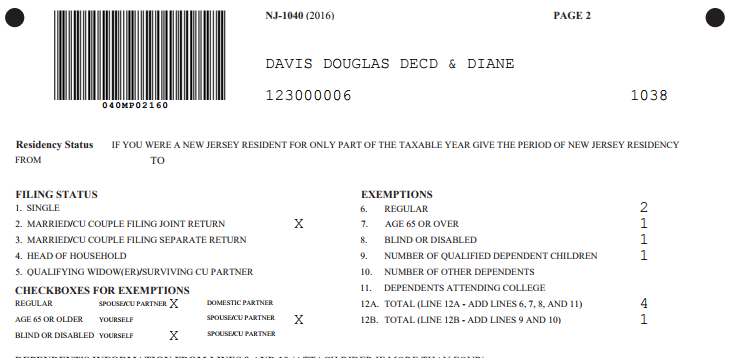 NJ-1040 (2016) PAGE 2
DAVIS DOUGLAS DECD & DIANE
040MP02160
123000006 1038
Residency Status IF YOU WERE A NEW JERSEY RESIDENT FOR ONLY PART OF THE TAXABLE YEAR GIVE THE PERIOD OF NEW JERSEY RESIDENCY
FROM TO
FILING STATUS
1. SINGLE
2. MARRIED/CU COUPLE FILING JOINT RETURN X
3. MARRIED/CU COUPLE FILING SEPARATE RETURN
4. HEAD OF HOUSEHOLD
5. QUALIFYING WIDOW(ER)/SURVIVING CU PARTNER
CHECKBOXES FOR EXEMPTIONS
REGULAR SPOUSE/CU PARTNER X DOMESTIC PARTNER
AGE 65 OR OLDER YOURSELF SPOUSE/CU PARTNER X
BLIND OR DISABLED YOURSELF X SPOUSE/CU PARTNER
EXEMPTIONS
6. REGULAR 2
7. AGE 65 OR OVER 1
8. BLIND OR DISABLED 1
9. NUMBER OF QUALIFIED DEPENDENT CHILDREN 1
10. NUMBER OF OTHER DEPENDENTS
11. DEPENDENTS ATTENDING COLLEGE
12A. TOTAL (LINE 12A - ADD LINES 6, 7, 8, AND 11) 4
12B. TOTAL (LINE 12B - ADD LINES 9 AND 10) 1